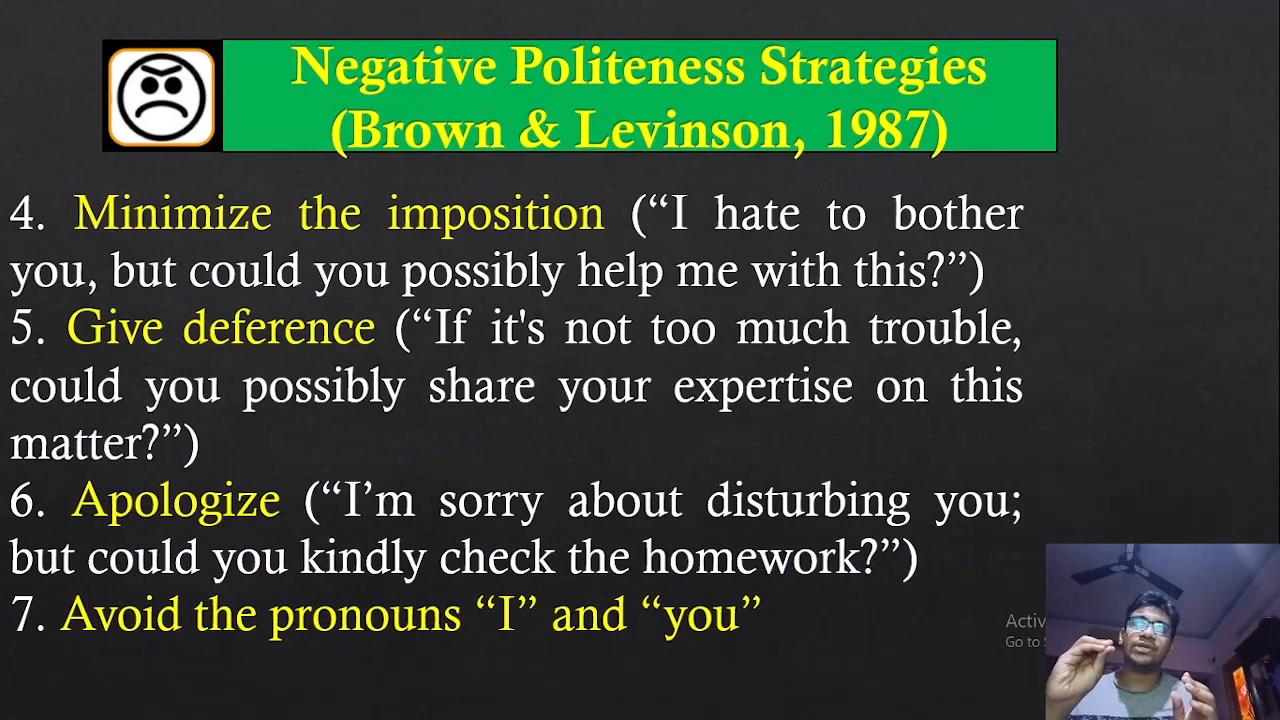 Negative Politeness Strategies
(Brown & Levinson, 1987)
4. Minimize the imposition (“I hate to bother
you, but could you possibly help me with this?”)
5. Give deference (“If it's not too much trouble,
could you possibly share your expertise on this
matter?”)
6. Apologize (“I’m sorry about disturbing you;
but could you kindly check the homework?”)
7. Avoid the pronouns “I” and “you”
Activ
Go to